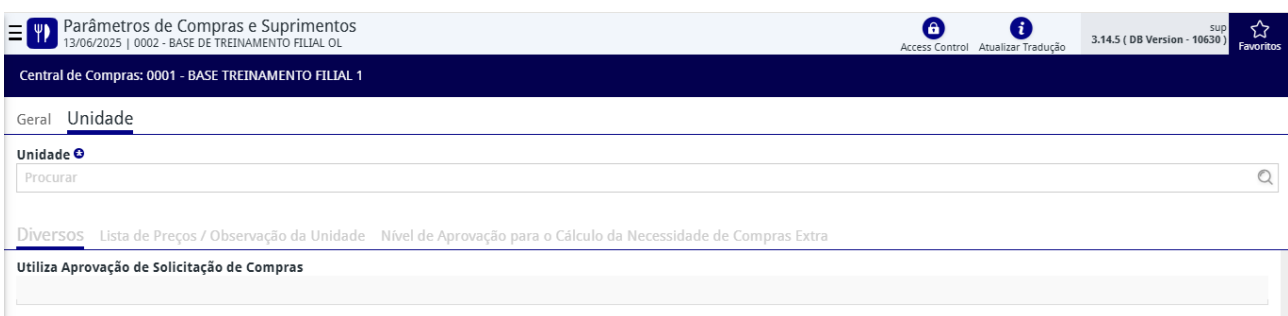 Parâmetros de Compras e Suprimentos
13/06/2025 | 0002 - BASE DE TREINAMENTO FILIAL OL
Access Control
Atualizar Tradução
sup
3.14.5 ( DB Version - 10630 )
Favoritos
Central de Compras: 0001 - BASE TREINAMENTO FILIAL 1
Geral Unidade
Unidade
Procurar
Diversos Lista de Preços / Observação da Unidade Nível de Aprovação para o Cálculo da Necessidade de Compras Extra
Utiliza Aprovação de Solicitação de Compras